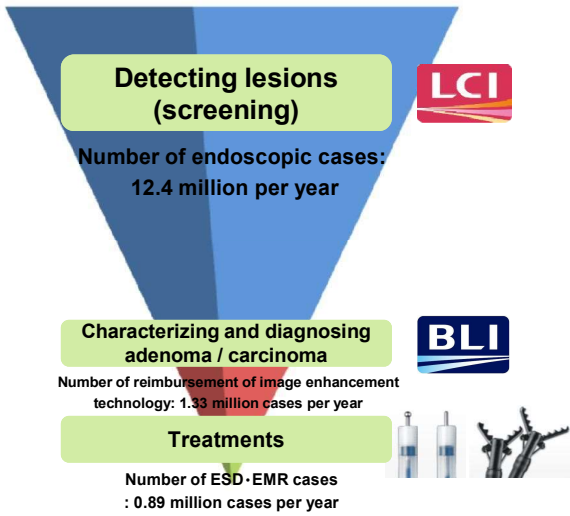 Detecting lesions
(screening)
LCI
Number of endoscopic cases:
12.4 million per year
Characterizing and diagnosing
adenoma / carcinoma
BLI
Number of reimbursement of image enhancement
technology: 1.33 million cases per year
Treatments
Number of ESD・EMR cases
: 0.89 million cases per year